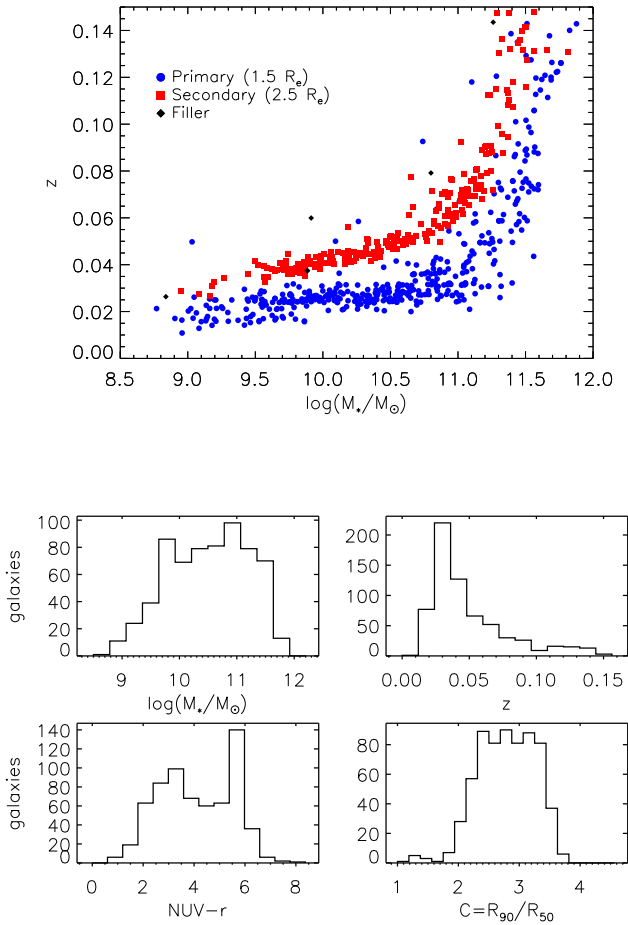 0.14
0.12
0.10
0.08
0.06
0.04
0.02
0.00
z
Primary (1.5 Re)
Secondary (2.5 Re)
Filler
8.5 9.0 9.5 10.0 10.5 11.0 11.5 12.0
log(M*/M⊙)
100
80
60
40
20
0
galaxies
9 10 11 12
log(M*/M⊙)
200
150
100
50
0
0.00 0.05 0.10 0.15
z
140
120
100
80
60
40
20
0
galaxies
0 2 4 6 8
NUV−r
80
60
40
20
0
1 2 3 4
C=R90/R50